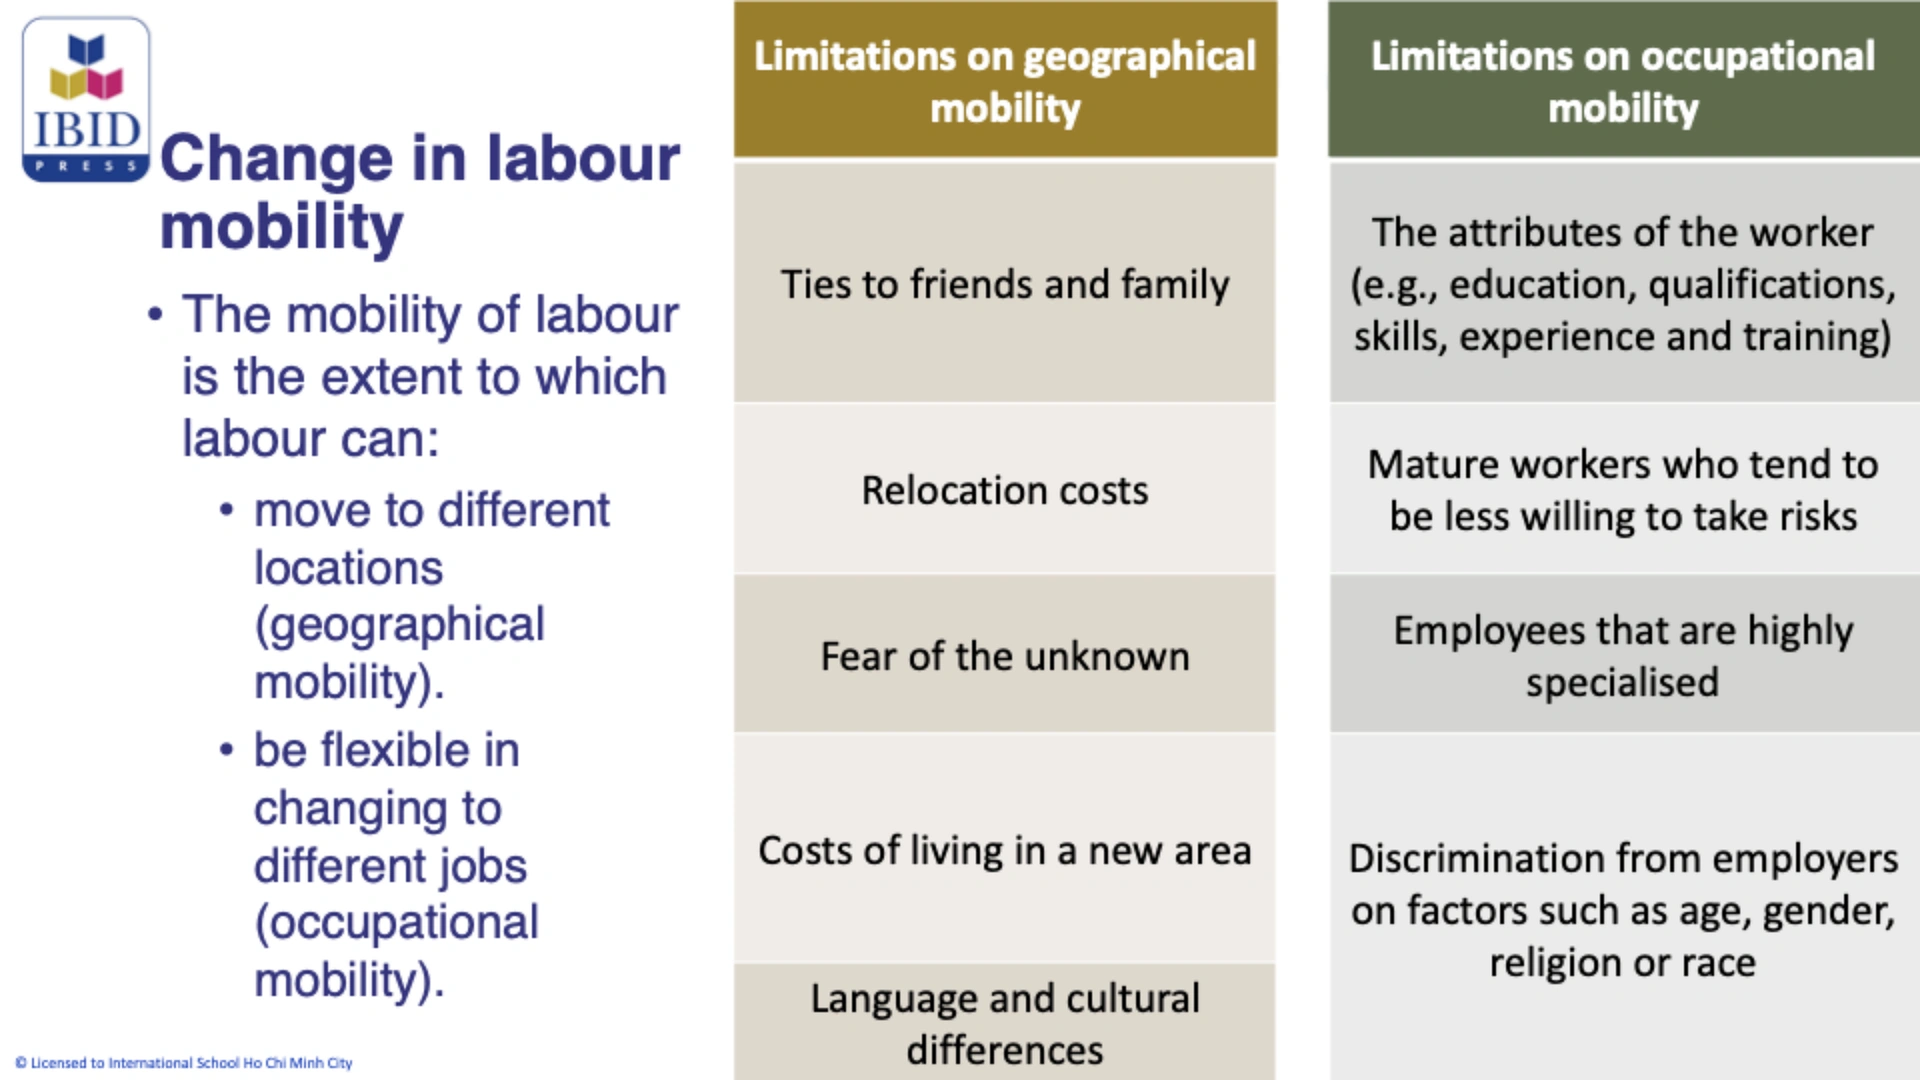 IBID
PRESS
Change in labour
mobility
• The mobility of labour
is the extent to which
labour can:
• move to different
locations
(geographical
mobility).
• be flexible in
changing to
different jobs
(occupational
mobility).
© Licensed to International School Ho Chi Minh City
Limitations on geographical
mobility
Ties to friends and family
Relocation costs
Fear of the unknown
Costs of living in a new area
Language and cultural
differences
Limitations on occupational
mobility
The attributes of the worker
(e.g., education, qualifications,
skills, experience and training)
Mature workers who tend to
be less willing to take risks
Employees that are highly
specialised
Discrimination from employers
on factors such as age, gender,
religion or race